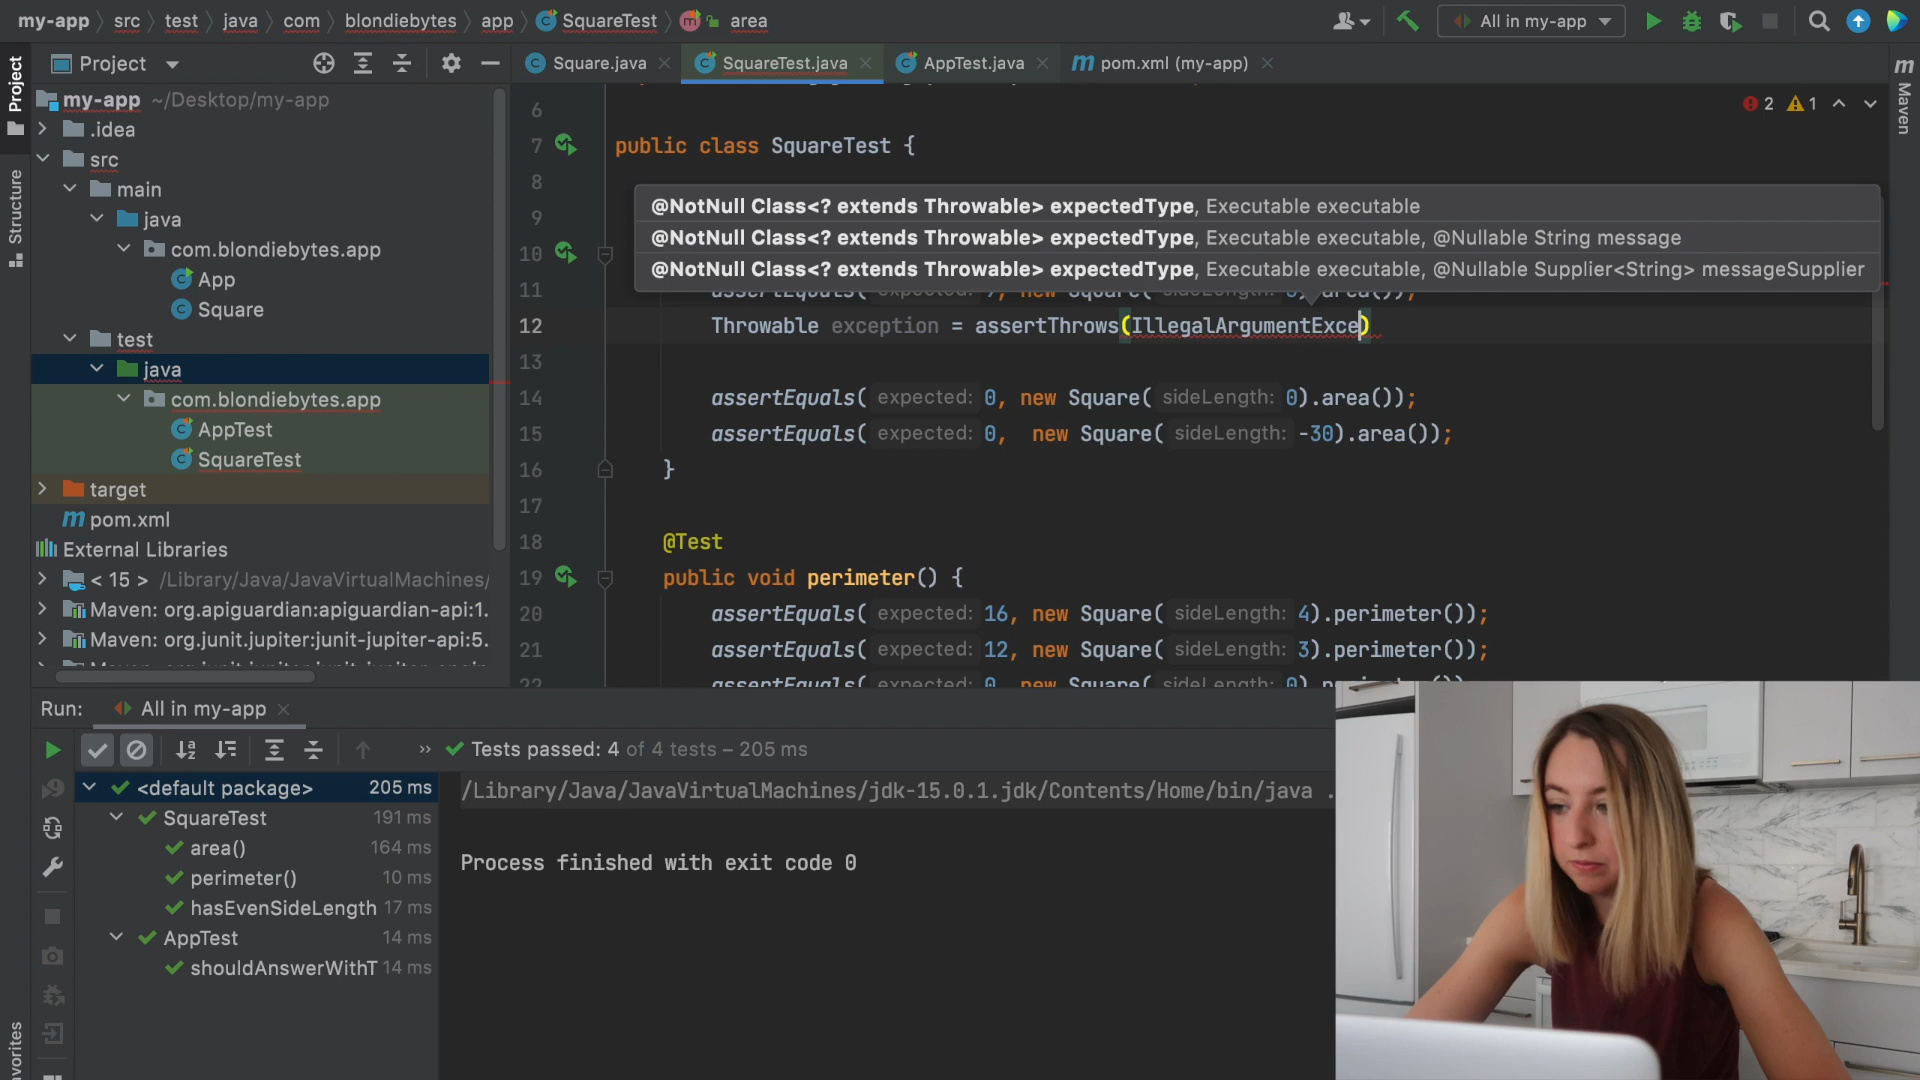 my-app src test java com blondiebytes app SquareTest m area All in my-app
Project
Square.java SquareTest.java AppTest.java m pom.xml (my-app)
Project
Structure
Maven
my-app ~/Desktop/my-app
.idea
src
main
java
com.blondiebytes.app
App
Square
test
java
com.blondiebytes.app
AppTest
SquareTest
target
m pom.xml
External Libraries
< 15 > /Library/Java/JavaVirtualMachines/
Maven: org.apiguardian:apiguardian-api:1.
Maven: org.junit.jupiter:junit-jupiter-api:5.
2 1
6
7 public class SquareTest {
8
@NotNull Class<? extends Throwable> expectedType, Executable executable
9
@NotNull Class<? extends Throwable> expectedType, Executable executable, @Nullable String message
10
@NotNull Class<? extends Throwable> expectedType, Executable executable, @Nullable Supplier<String> messageSupplier
11
12 Throwable exception = assertThrows(IllegalArgumentExce)
13
14 assertEquals( expected: 0, new Square( sideLength: 0).area());
15 assertEquals( expected: 0, new Square( sideLength: -30).area());
16 }
17
18 @Test
19 public void perimeter() {
20 assertEquals( expected: 16, new Square( sideLength: 4).perimeter());
21 assertEquals( expected: 12, new Square( sideLength: 3).perimeter());
22 assertEquals( expected: 0, new Square( sideLength: 0)
Run: All in my-app
Tests passed: 4 of 4 tests – 205 ms
<default package> 205 ms
SquareTest 191 ms
area() 164 ms
perimeter() 10 ms
hasEvenSideLength 17 ms
AppTest 14 ms
shouldAnswerWithT 14 ms
/Library/Java/JavaVirtualMachines/jdk-15.0.1.jdk/Contents/Home/bin/java .
Process finished with exit code 0